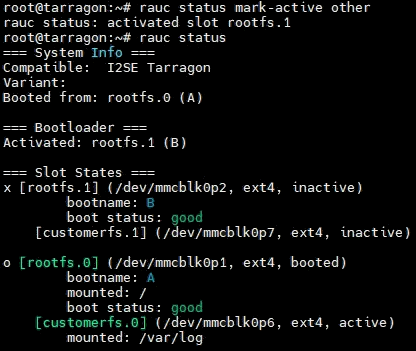 root@tarragon:~# rauc status mark-active other
rauc status: activated slot rootfs.1
root@tarragon:~# rauc status
=== System Info ===
Compatible:  I2SE Tarragon
Variant:
Booted from: rootfs.0 (A)

=== Bootloader ===
Activated: rootfs.1 (B)

=== Slot States ===
x [rootfs.1] (/dev/mmcblk0p2, ext4, inactive)
        bootname: B
        boot status: good
    [customerfs.1] (/dev/mmcblk0p7, ext4, inactive)

o [rootfs.0] (/dev/mmcblk0p1, ext4, booted)
        bootname: A
        mounted: /
        boot status: good
    [customerfs.0] (/dev/mmcblk0p6, ext4, active)
        mounted: /var/log